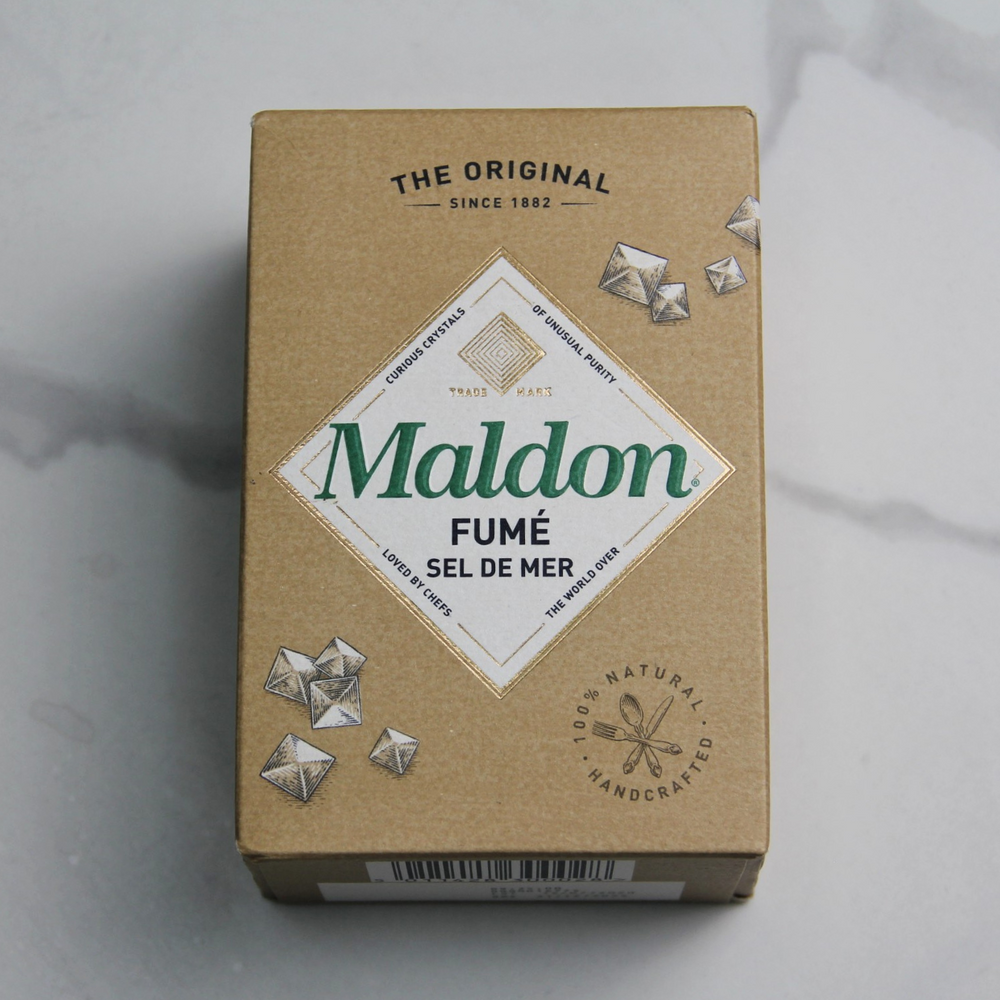 THE ORIGINAL
SINCE 1882
CURIOUS CRYSTALS
OF UNUSUAL PURITY
TRADE MARK
Maldon®
FUMÉ
SEL DE MER
LOVED BY CHEFS
THE WORLD OVER
100% NATURAL
HANDCRAFTED